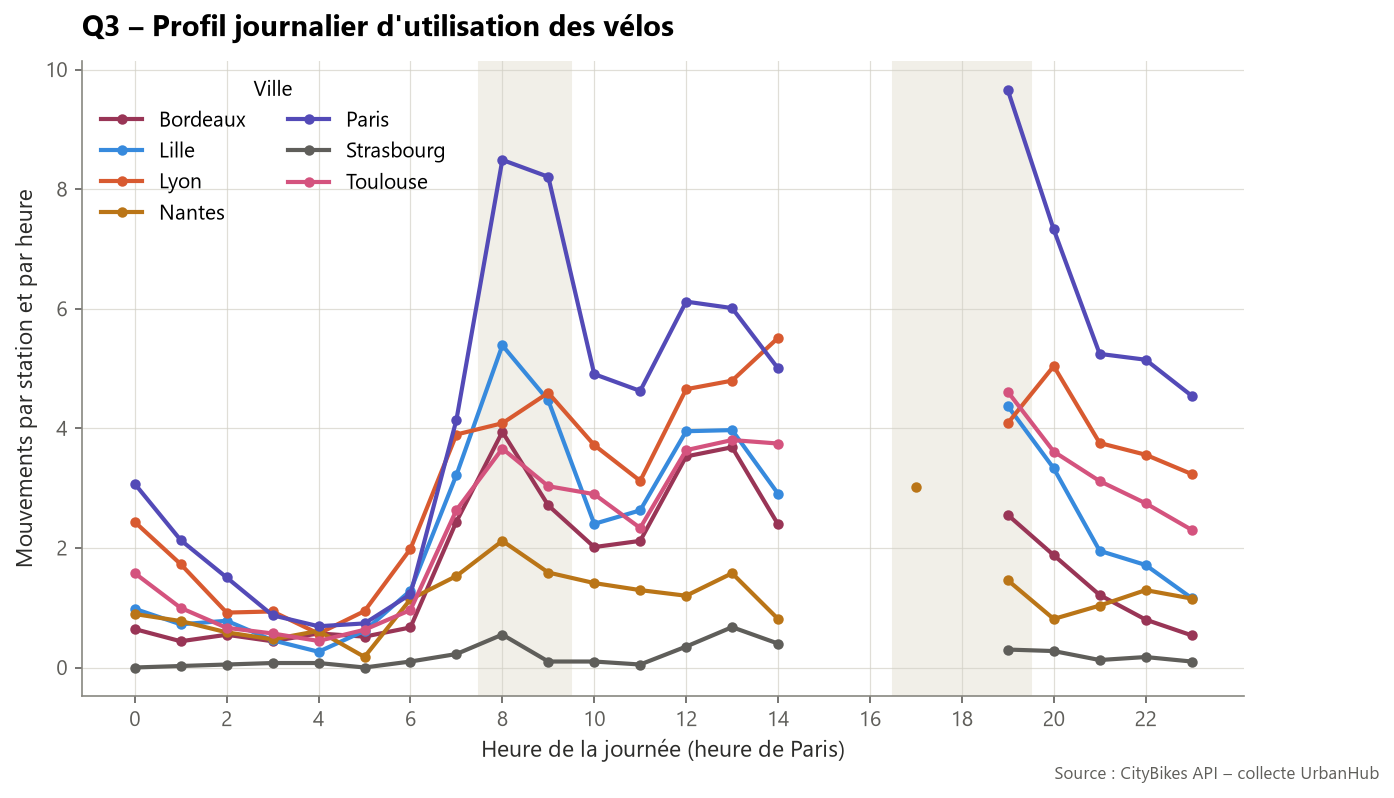 Q3 – Profil journalier d'utilisation des vélos
Mouvements par station et par heure
10
8
6
4
2
0
Ville
Bordeaux
Lille
Lyon
Nantes
Paris
Strasbourg
Toulouse
0 2 4 6 8 10 12 14 16 18 20 22
Heure de la journée (heure de Paris)
Source : CityBikes API – collecte UrbanHub